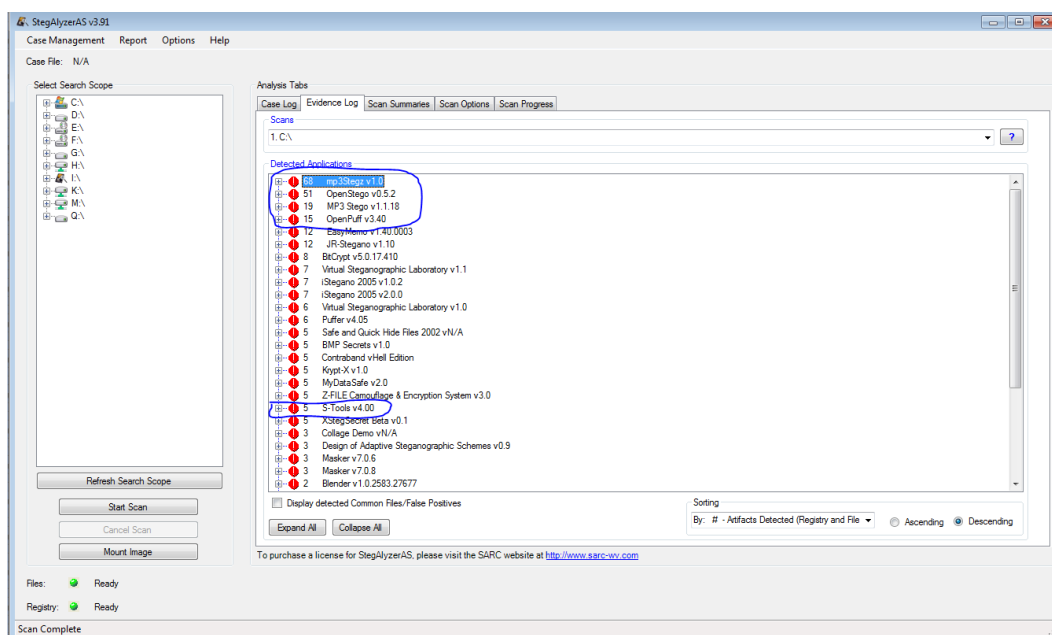 StegAlyzerAS v3.91
Case Management Report Options Help
Case File: N/A
Select Search Scope
C:\
D:\
E:\
F:\
G:\
H:\
I:\
K:\
M:\
Q:\
Refresh Search Scope
Start Scan
Cancel Scan
Mount Image
Analysis Tabs
Case Log Evidence Log Scan Summaries Scan Options Scan Progress
Scans
1. C:\
?
Detected Applications
68 mp3Stegz v1.0
51 OpenStego v0.5.2
19 MP3 Stego v1.1.18
15 OpenPuff v3.40
12 EasyMemo v1.40.0003
12 JR-Stegano v1.10
8 BitCrypt v5.0.17.410
7 Virtual Steganographic Laboratory v1.1
7 iStegano 2005 v1.0.2
7 iStegano 2005 v2.0.0
6 Virtual Steganographic Laboratory v1.0
6 Puffer v4.05
5 Safe and Quick Hide Files 2002 vN/A
5 BMP Secrets v1.0
5 Contraband vHell Edition
5 Krypt-X v1.0
5 MyDataSafe v2.0
5 Z-FILE Camouflage & Encryption System v3.0
5 S-Tools v4.00
5 XStegSecret Beta v0.1
3 Collage Demo vN/A
3 Design of Adaptive Steganographic Schemes v0.9
3 Masker v7.0.6
3 Masker v7.0.8
2 Blender v1.0.2583.27677
Display detected Common Files/False Positives
Expand All Collapse All
Sorting
By: # - Artifacts Detected (Registry and File Ascending Descending
To purchase a license for StegAlyzerAS, please visit the SARC website at http://www.sarc-wv.com
Files: Ready
Registry: Ready
Scan Complete